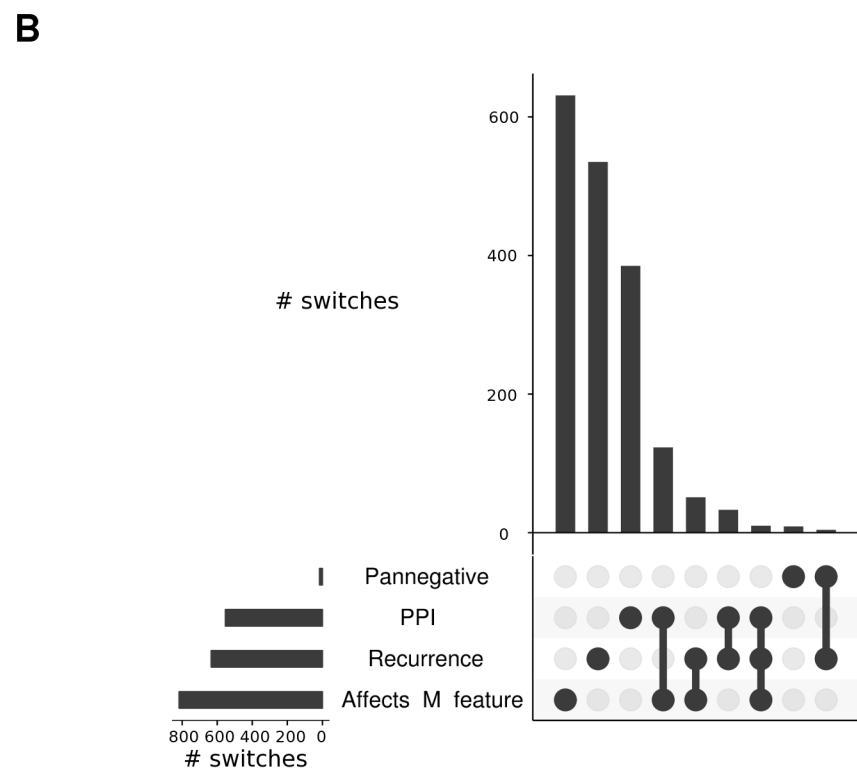 B
600
400
# switches
200
0
Pannegative
PPI
Recurrence
Affects M feature
800 600 400 200 0
# switches